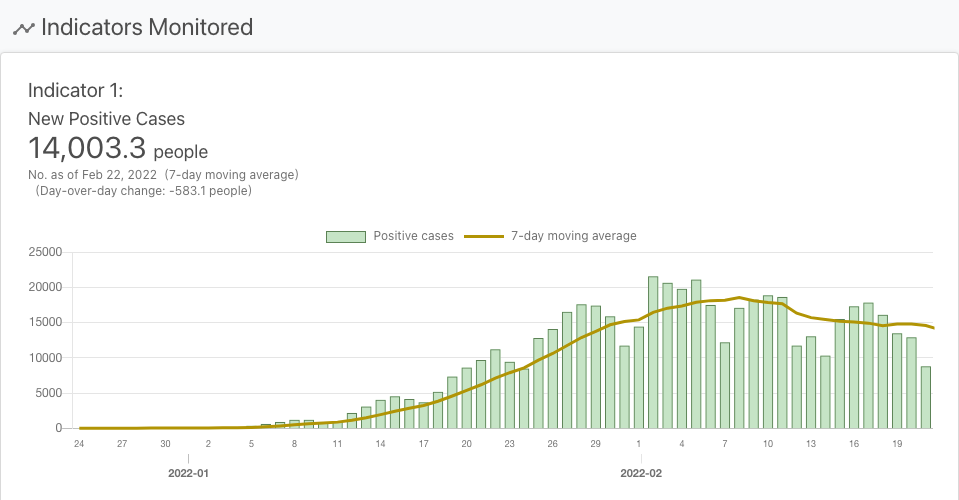 Indicators Monitored
Indicator 1:
New Positive Cases
14,003.3 people
No. as of Feb 22, 2022 (7-day moving average)
(Day-over-day change: -583.1 people)
Positive cases 7-day moving average
25000
20000
15000
10000
5000
0
24 27 30 2 5 8 11 14 17 20 23 26 29 1 4 7 10 13 16 19
2022-01 2022-02